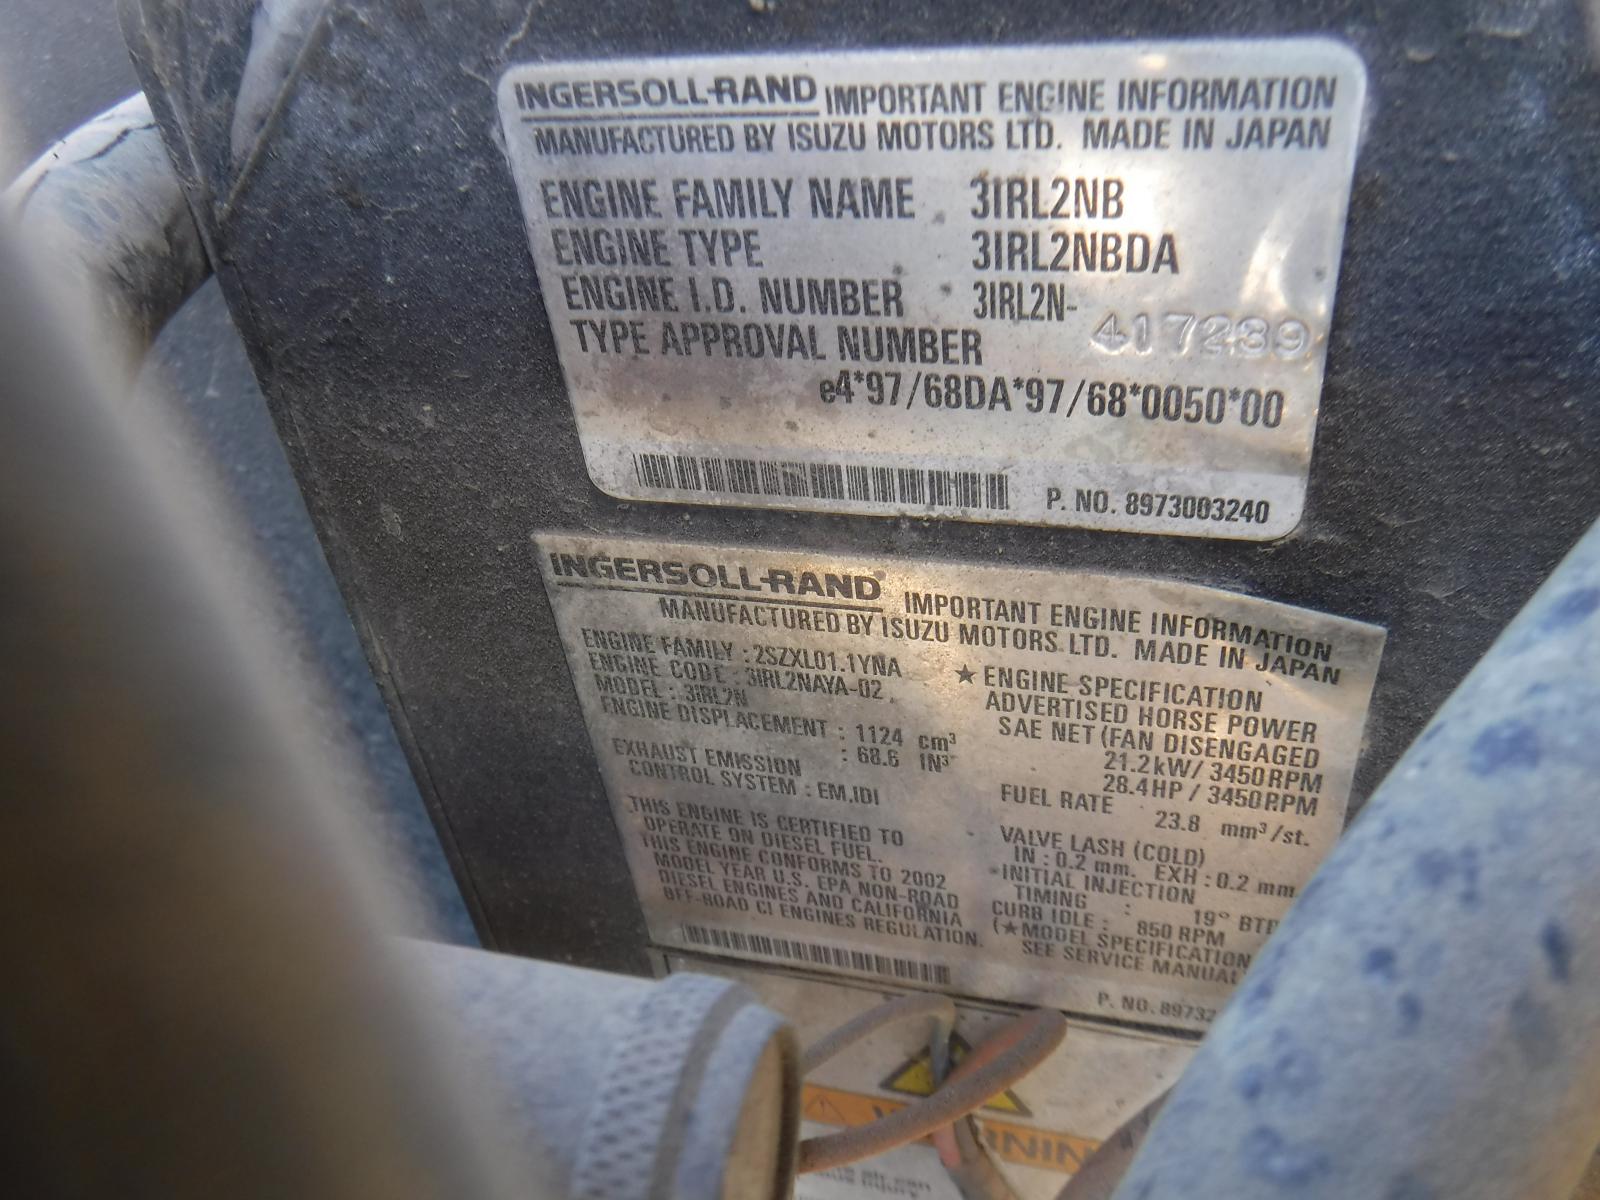 INGERSOLL-RAND IMPORTANT ENGINE INFORMATION
MANUFACTURED BY ISUZU MOTORS LTD. MADE IN JAPAN
ENGINE FAMILY NAME 3IRL2NB
ENGINE TYPE 3IRL2NBDA
ENGINE I.D. NUMBER 3IRL2N-417239
TYPE APPROVAL NUMBER
e4*97/68DA*97/68*0050*00
P. NO. 8973003240
INGERSOLL-RAND IMPORTANT ENGINE INFORMATION
MANUFACTURED BY ISUZU MOTORS LTD. MADE IN JAPAN
ENGINE FAMILY : 2SZXL01.1YNA
ENGINE CODE : 3IRL2NAYA-02
MODEL : 3IRL2N
ENGINE DISPLACEMENT : 1124 cm³
: 68.6 IN³
EXHAUST EMISSION
CONTROL SYSTEM : EM,IDI
THIS ENGINE IS CERTIFIED TO
OPERATE ON DIESEL FUEL.
THIS ENGINE CONFORMS TO 2002
MODEL YEAR U.S. EPA NON-ROAD
DIESEL ENGINES AND CALIFORNIA
OFF-ROAD CI ENGINES REGULATION.
★ ENGINE SPECIFICATION
ADVERTISED HORSE POWER
SAE NET (FAN DISENGAGED
21.2kW / 3450RPM
28.4HP / 3450RPM
FUEL RATE
23.8 mm³/st.
VALVE LASH (COLD)
IN : 0.2 mm. EXH : 0.2 mm
INITIAL INJECTION
TIMING : 19° BTD
CURB IDLE : 850 RPM
(★MODEL SPECIFICATION
SEE SERVICE MANUAL
P. NO. 89732